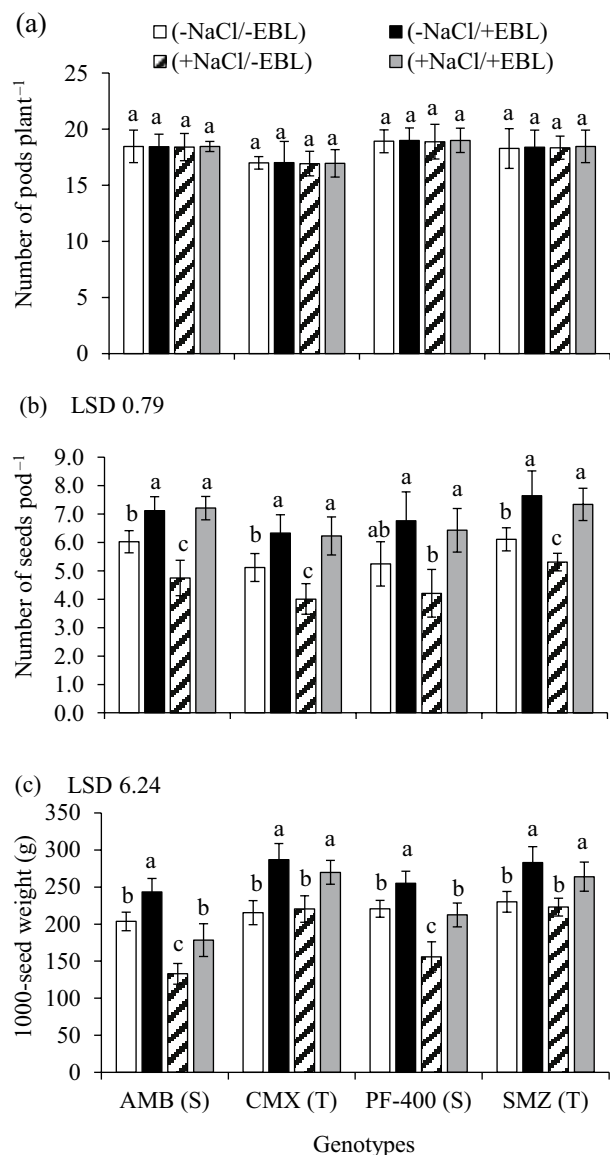 (a)
(-NaCl/-EBL) (-NaCl/+EBL)
(+NaCl/-EBL) (+NaCl/+EBL)
Number of pods plant⁻¹
25
20
15
10
5
0
a a a a a a a a a a a a a a a a
(b) LSD 0.79
Number of seeds pod⁻¹
9.0
8.0
7.0
6.0
5.0
4.0
3.0
2.0
1.0
0.0
b a c a b a c a ab a b a b a c a
(c) LSD 6.24
1000-seed weight (g)
350
300
250
200
150
100
50
0
b a c b b a b a b a c b b a b a
AMB (S) CMX (T) PF-400 (S) SMZ (T)
Genotypes